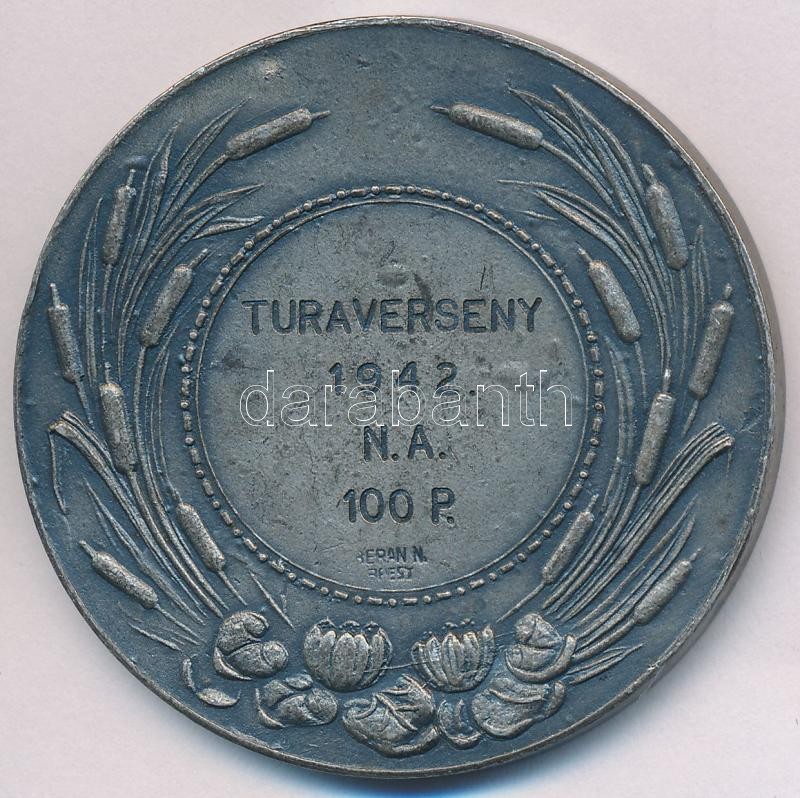 TURAVERSENY
1942.
darabanth
N.A.
100 P.
BERAN N.
BPEST